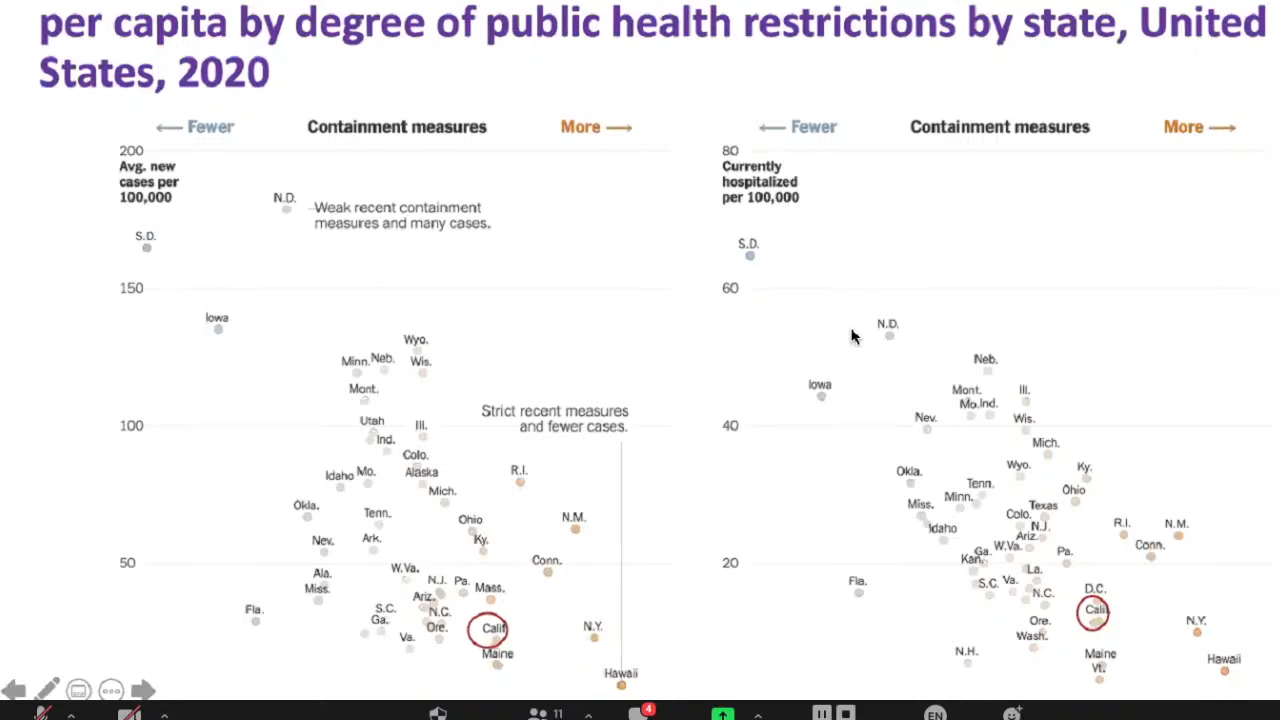 per capita by degree of public health restrictions by state, United
States, 2020
← Fewer Containment measures More →
200
Avg. new
cases per
100,000
N.D.
Weak recent containment
measures and many cases.
S.D.
150
Iowa
Wyo.
Minn. Neb. Wis.
Mont.
Strict recent measures
and fewer cases.
100
Utah Ill.
Ind.
Colo.
Idaho Mo. Alaska R.I.
Mich.
Okla. Tenn. Ohio N.M.
Nev. Ark. Ky.
50
Conn.
Ala. W.Va.
Miss. N.J. Pa. Mass.
Ariz.
Fla. S.C. N.C.
Ga. Ore. Calif N.Y.
Va.
Maine
Hawaii
← Fewer Containment measures More →
80
Currently
hospitalized
per 100,000
S.D.
60
N.D.
Neb.
Iowa
Mont. Ill.
Mo. Ind.
40
Nev. Wis.
Mich.
Okla. Wyo. Ky.
Tenn.
Miss. Minn. Ohio
Texas
Colo.
Idaho N.J. R.I. N.M.
Ariz.
W.Va. Conn.
Kan. Ga. Pa.
20
La.
Fla. S.C. Va. D.C.
N.C.
Cali
Ore. N.Y.
Wash.
N.H. Maine Hawaii
Vt.
11
4
EN